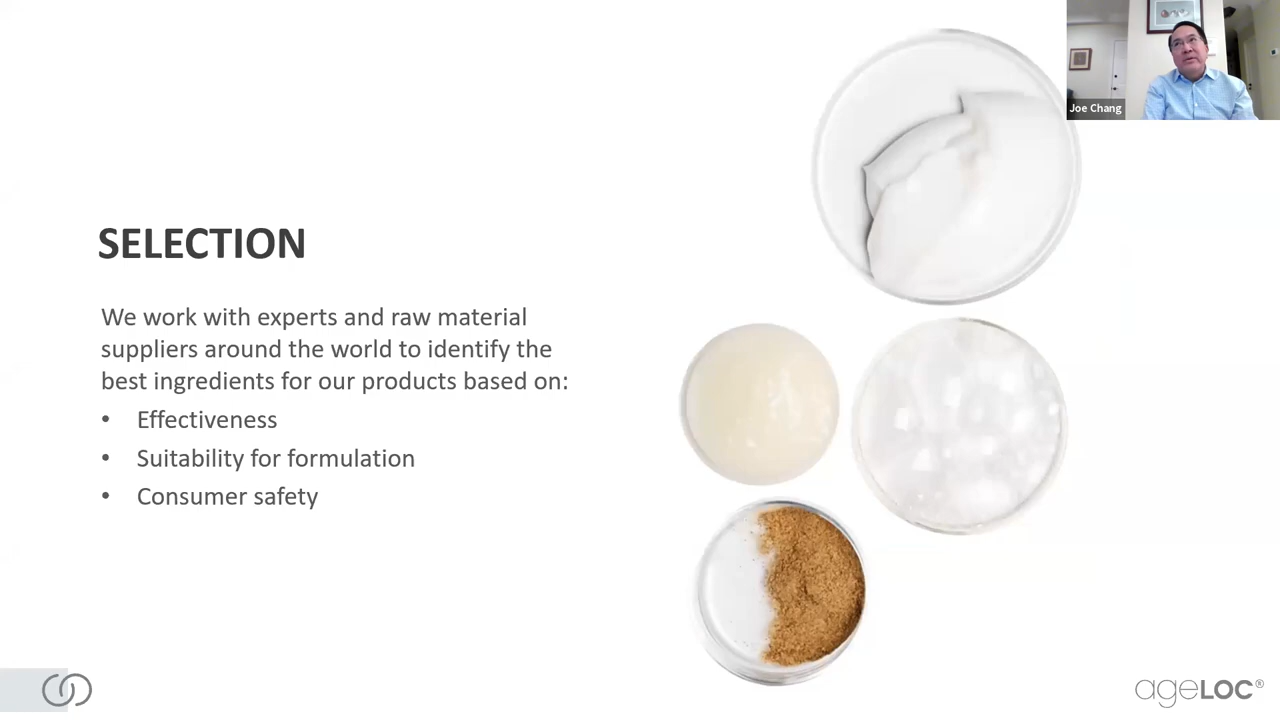 Joe Chang
SELECTION
We work with experts and raw material
suppliers around the world to identify the
best ingredients for our products based on:
• Effectiveness
• Suitability for formulation
• Consumer safety
ageLOC®